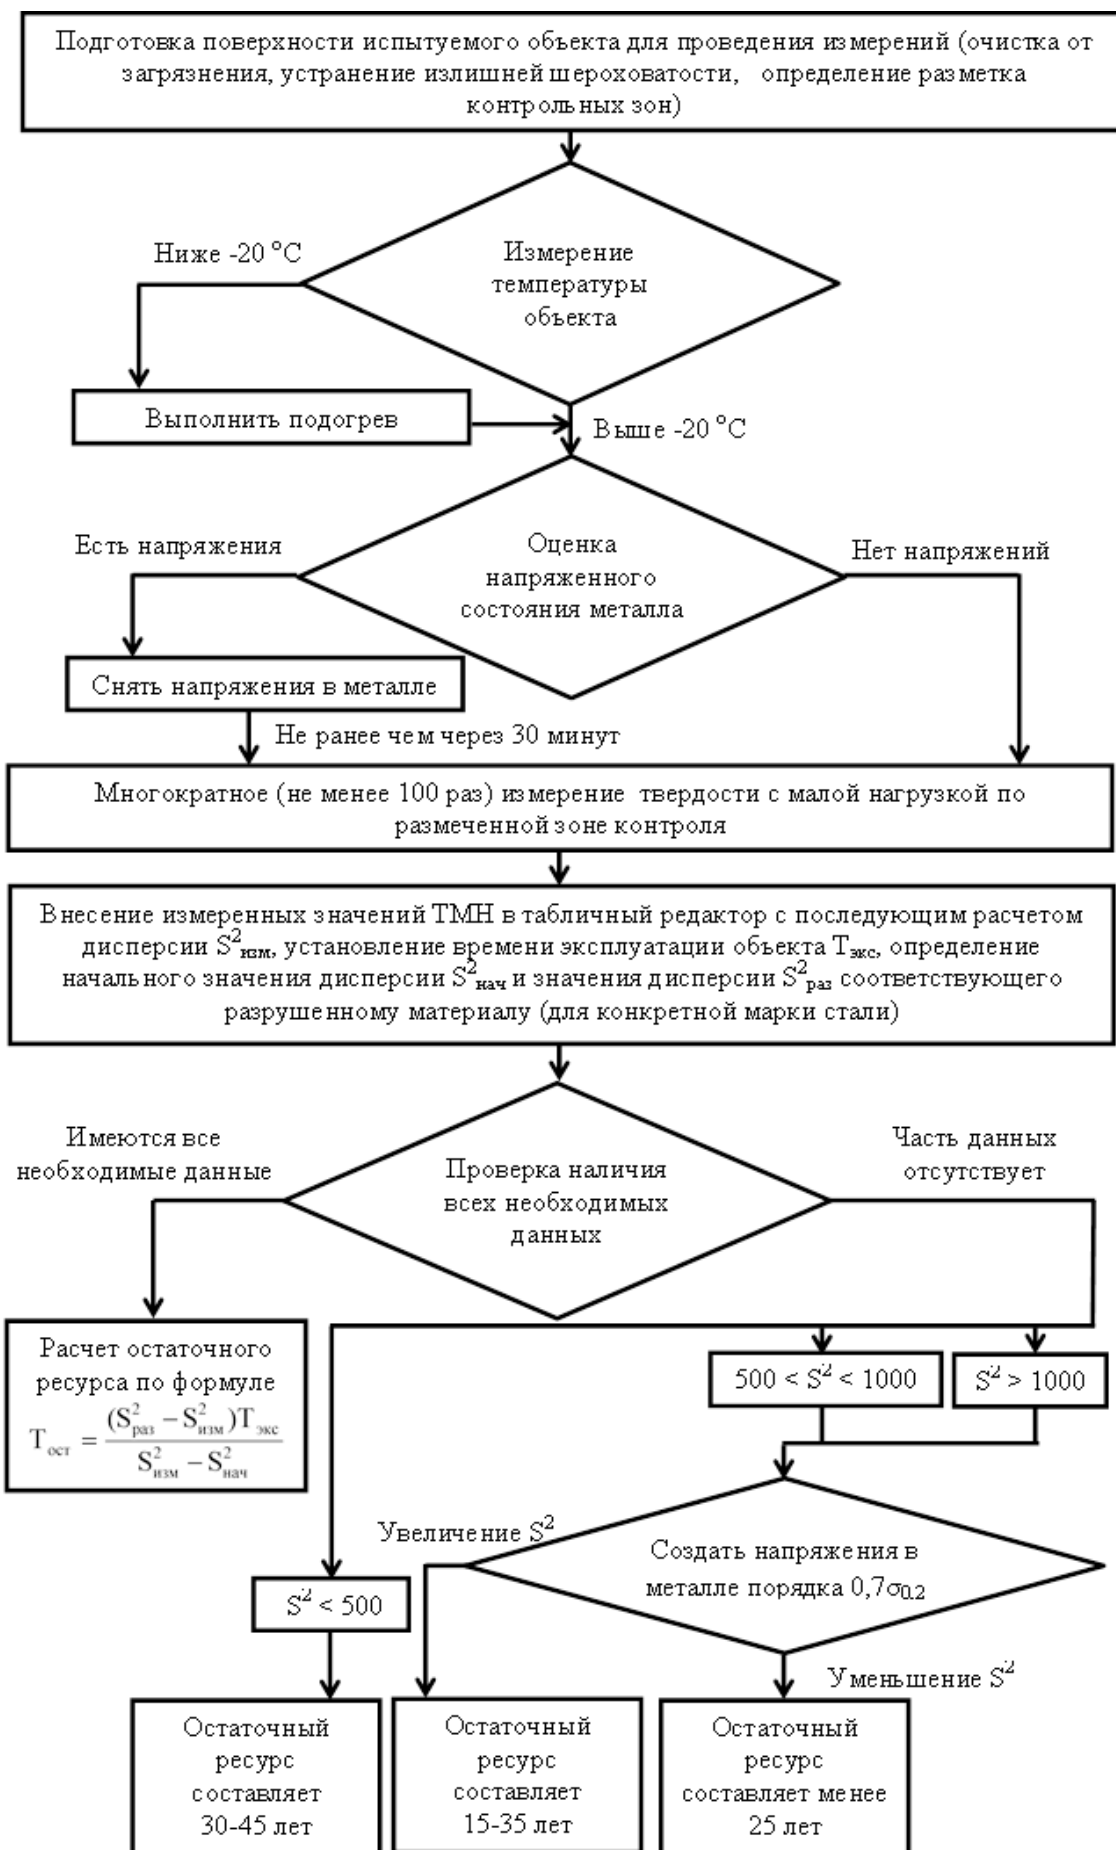 Подготовка поверхности испытуемого объекта для проведения измерений (очистка от
загрязнения, устранение излишней шероховатости, определение разметка
контрольных зон)
Ниже -20 °C
Измерение
температуры
объекта
Выполнить подогрев
Выше -20 °C
Есть напряжения
Оценка
напряженного
состояния металла
Нет напряжений
Снять напряжения в металле
Не ранее чем через 30 минут
Многократное (не менее 100 раз) измерение твердости с малой нагрузкой по
размеченной зоне контроля
Внесение измеренных значений ТМН в табличный редактор с последующим расчетом
дисперсии S²изм, установление времени эксплуатации объекта Tэкс, определение
начального значения дисперсии S²нач и значения дисперсии S²раз соответствующего
разрушенному материалу (для конкретной марки стали)
Имеются все
необходимые данные
Проверка наличия
всех необходимых
данных
Часть данных
отсутствует
Расчет остаточного
ресурса по формуле
Tост = (S²раз − S²изм)Tэкс / S²изм − S²нач
500 < S² < 1000
S² > 1000
Увеличение S²
Создать напряжения в
металле порядка 0,7σ0.2
S² < 500
Уменьшение S²
Остаточный
ресурс
составляет
30-45 лет
Остаточный
ресурс
составляет
15-35 лет
Остаточный
ресурс
составляет менее
25 лет